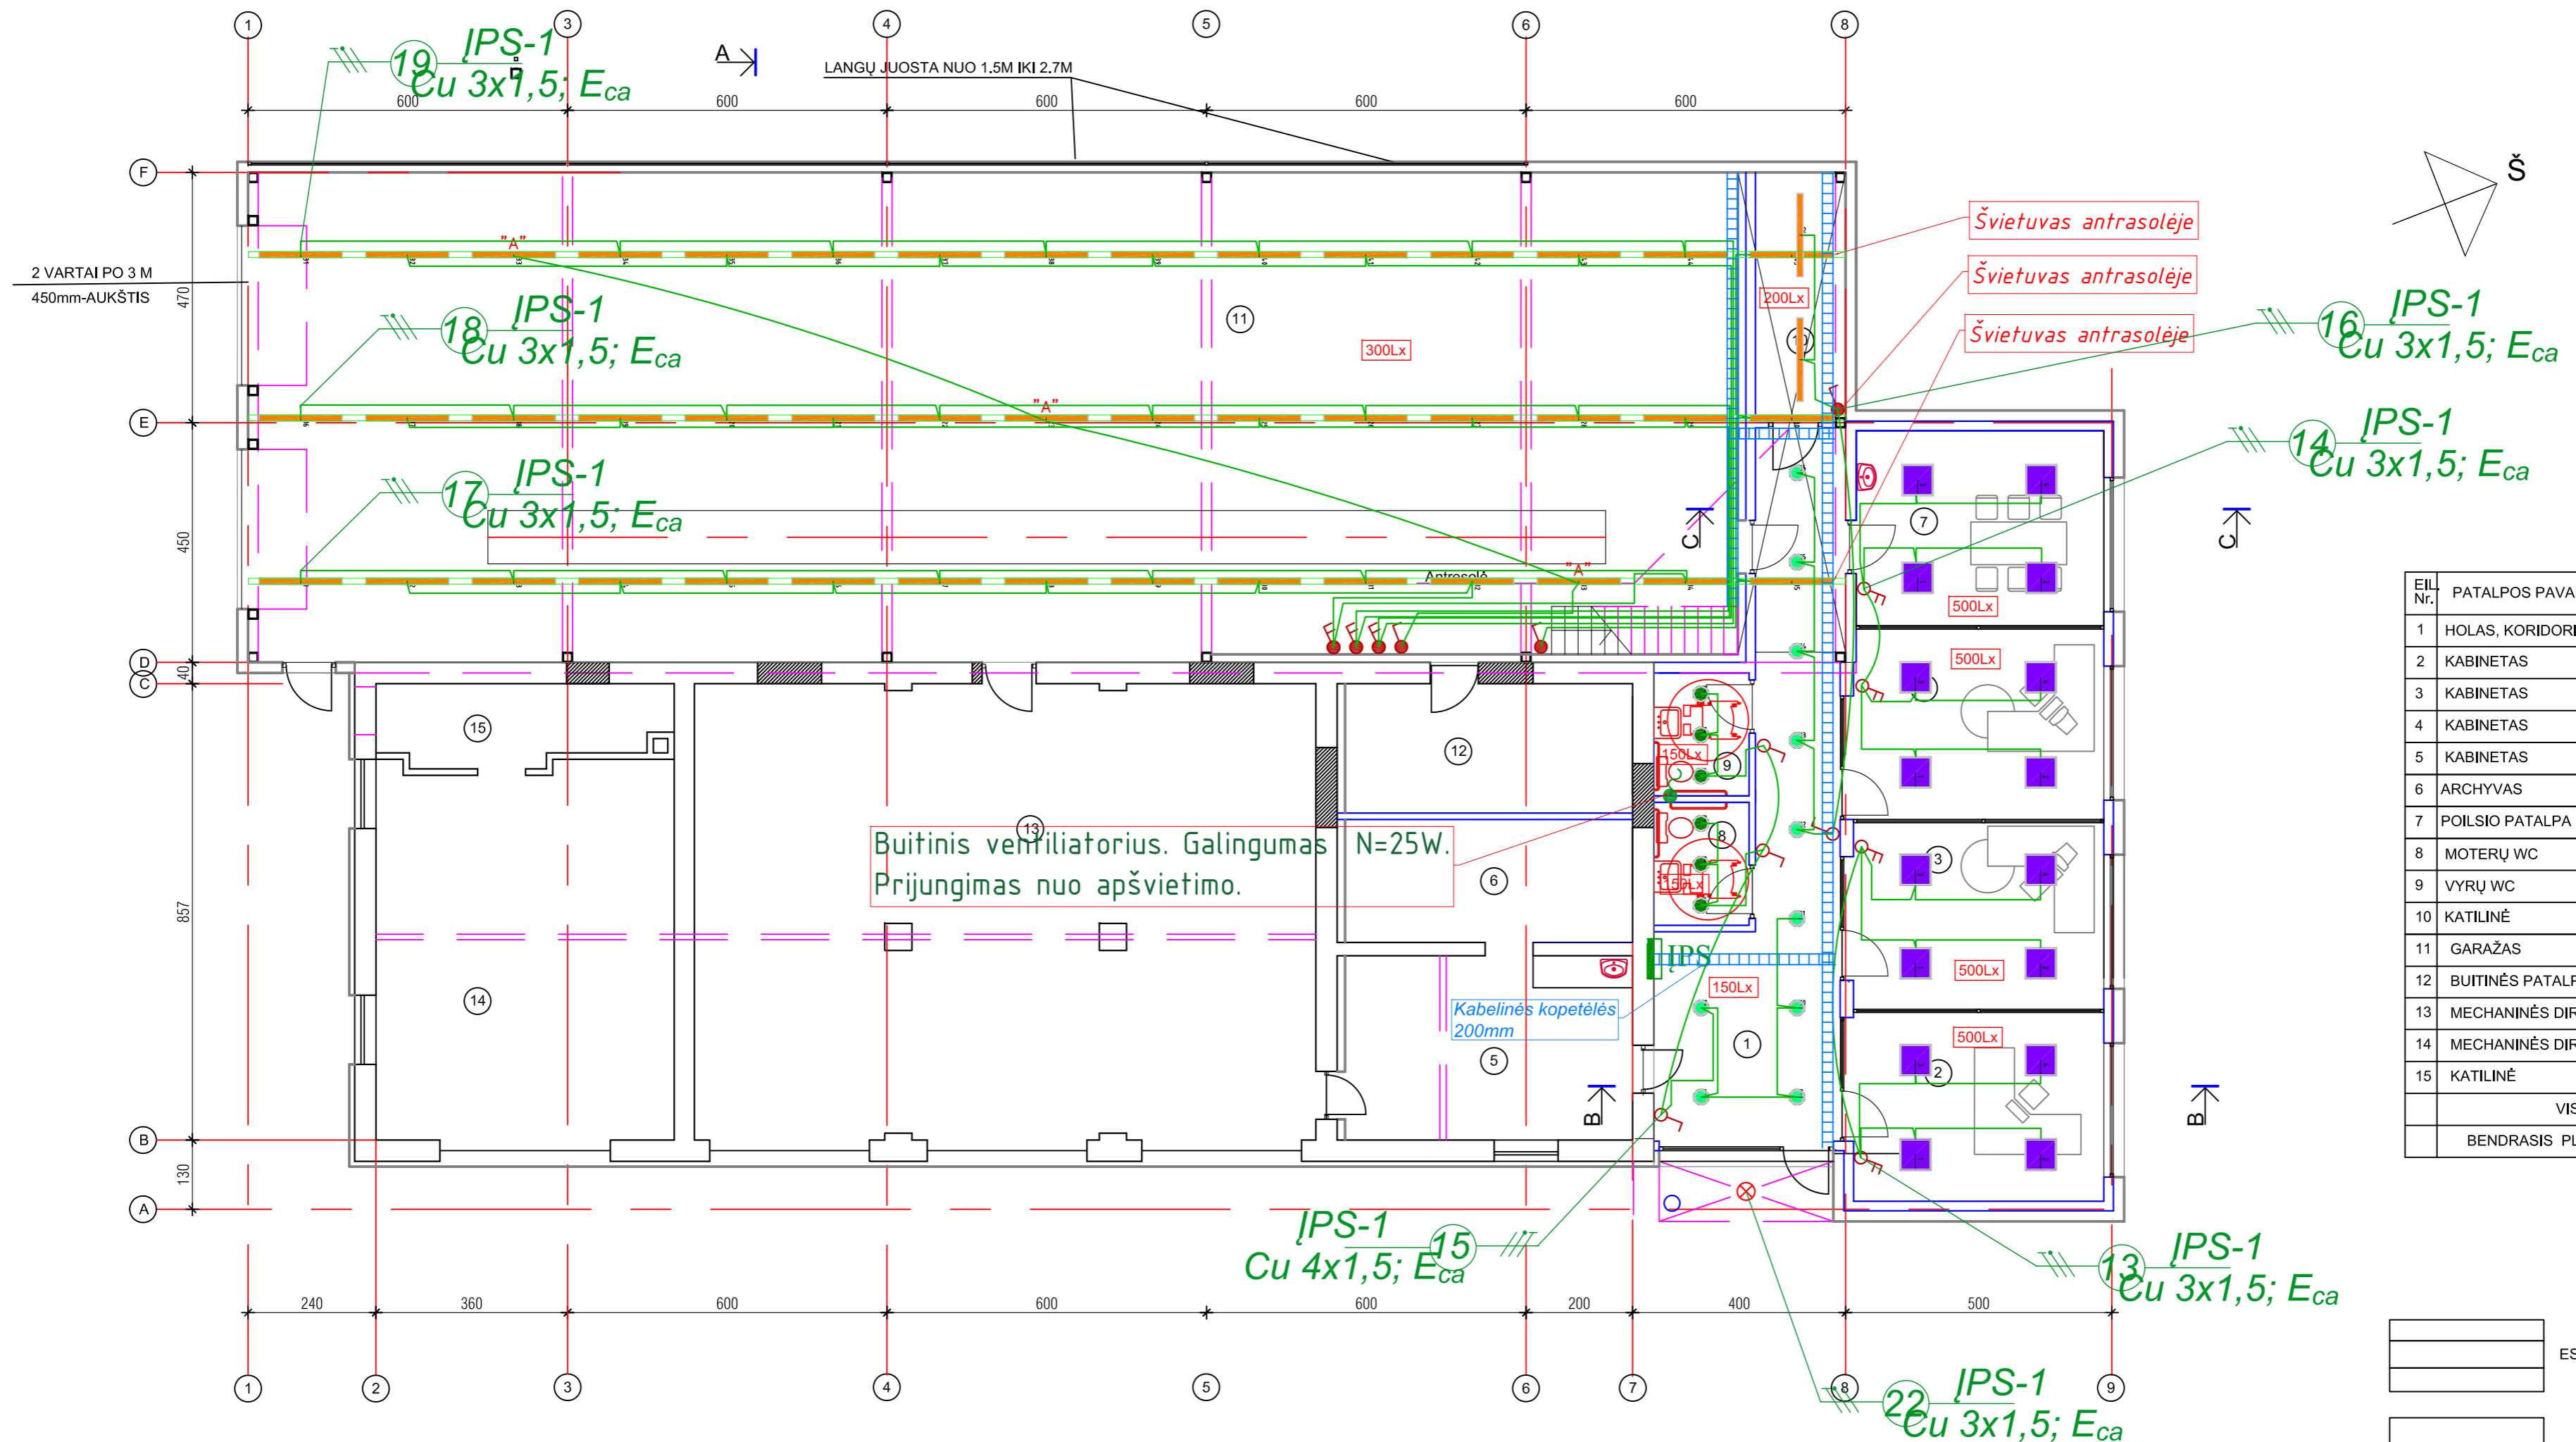 1
3
4
5
6
8
19
ĮPS-1
Cu 3x1,5; Eca
A
LANGŲ JUOSTA NUO 1.5M IKI 2.7M
600
600
600
600
600
F
Š
Švietuvas antrasolėje
"A"
2 VARTAI PO 3 M
450mm-AUKŠTIS
470
Švietuvas antrasolėje
200Lx
18
ĮPS-1
Cu 3x1,5; Eca
11
300Lx
10
Švietuvas antrasolėje
16
ĮPS-1
Cu 3x1,5; Eca
E
"A"
14
ĮPS-1
Cu 3x1,5; Eca
17
ĮPS-1
Cu 3x1,5; Eca
450
C
7
C
"A"
Antresolė
500Lx
D
40
C
500Lx
15
12
150Lx
9
13
Buitinis ventiliatorius. Galingumas N=25W.
Prijungimas nuo apšvietimo.
8
6
150Lx
3
857
ĮPS
500Lx
150Lx
14
Kabelinės kopetėlės
200mm
1
500Lx
5
2
B
B
B
130
A
ĮPS-1
15
Cu 4x1,5; Eca
13
ĮPS-1
Cu 3x1,5; Eca
240
360
600
600
600
200
400
500
1
2
3
4
5
6
7
8
9
22
ĮPS-1
Cu 3x1,5; Eca
EIL. Nr.
PATALPOS PAVA
1 HOLAS, KORIDORI
2 KABINETAS
3 KABINETAS
4 KABINETAS
5 KABINETAS
6 ARCHYVAS
7 POILSIO PATALPA
8 MOTERŲ WC
9 VYRŲ WC
10 KATILINĖ
11 GARAŽAS
12 BUITINĖS PATALP
13 MECHANINĖS DIR
14 MECHANINĖS DIR
15 KATILINĖ
VIS
BENDRASIS PL
ES